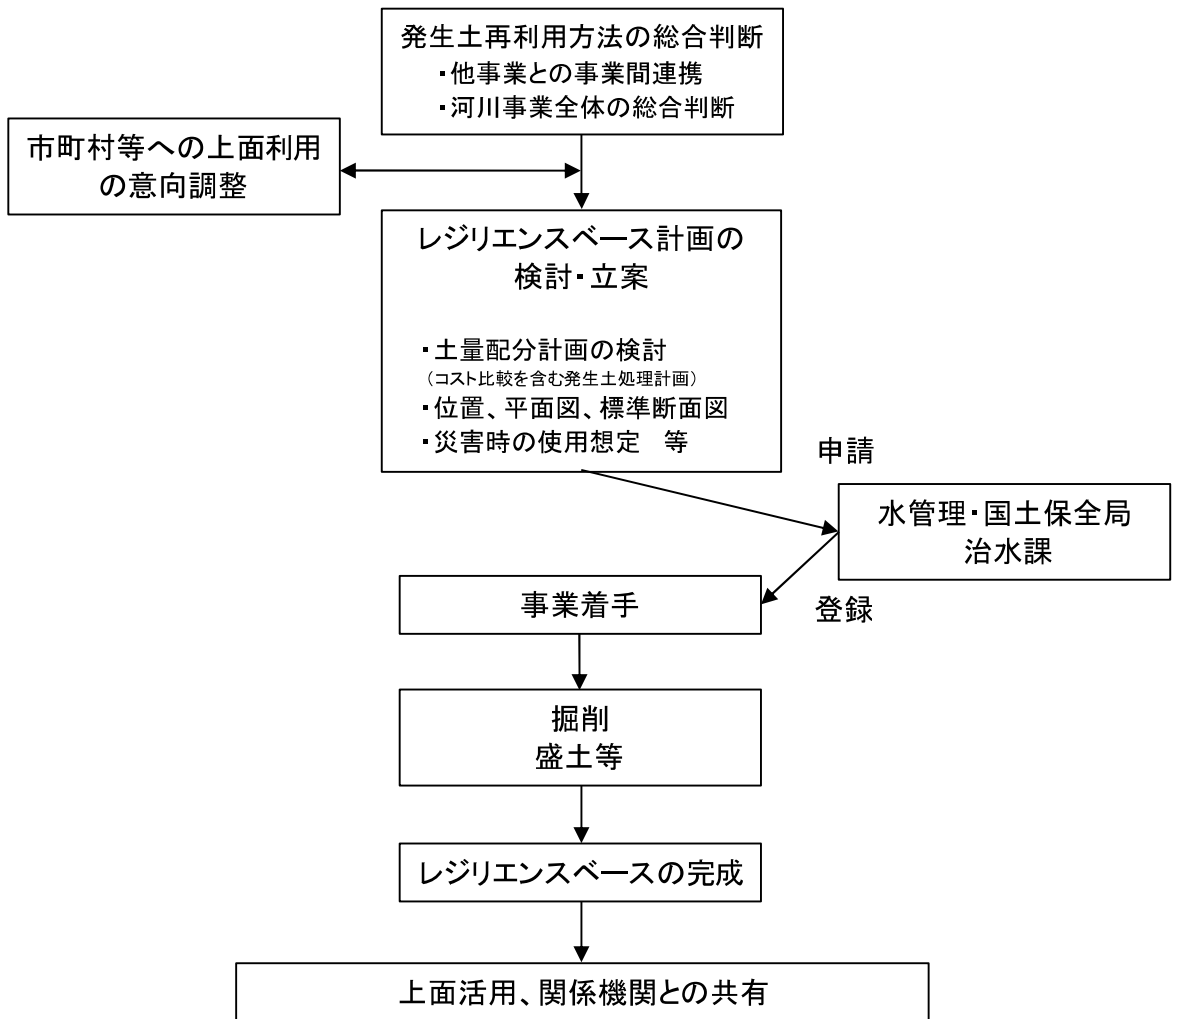 発生土再利用方法の総合判断
・他事業との事業間連携
・河川事業全体の総合判断
市町村等への上面利用
の意向調整
レジリエンスベース計画の
検討・立案
・土量配分計画の検討
（コスト比較を含む発生土処理計画）
・位置、平面図、標準断面図
・災害時の使用想定　等
申請
水管理・国土保全局
治水課
登録
事業着手
掘削
盛土等
レジリエンスベースの完成
上面活用、関係機関との共有